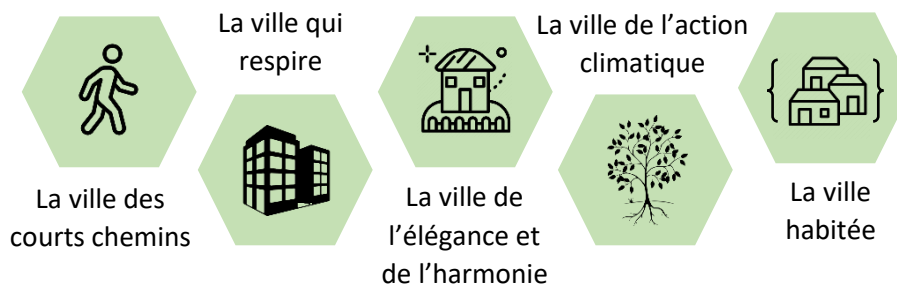 La ville des
courts chemins
La ville qui
respire
La ville de
l’élégance et
de l’harmonie
La ville de l’action
climatique
La ville
habitée